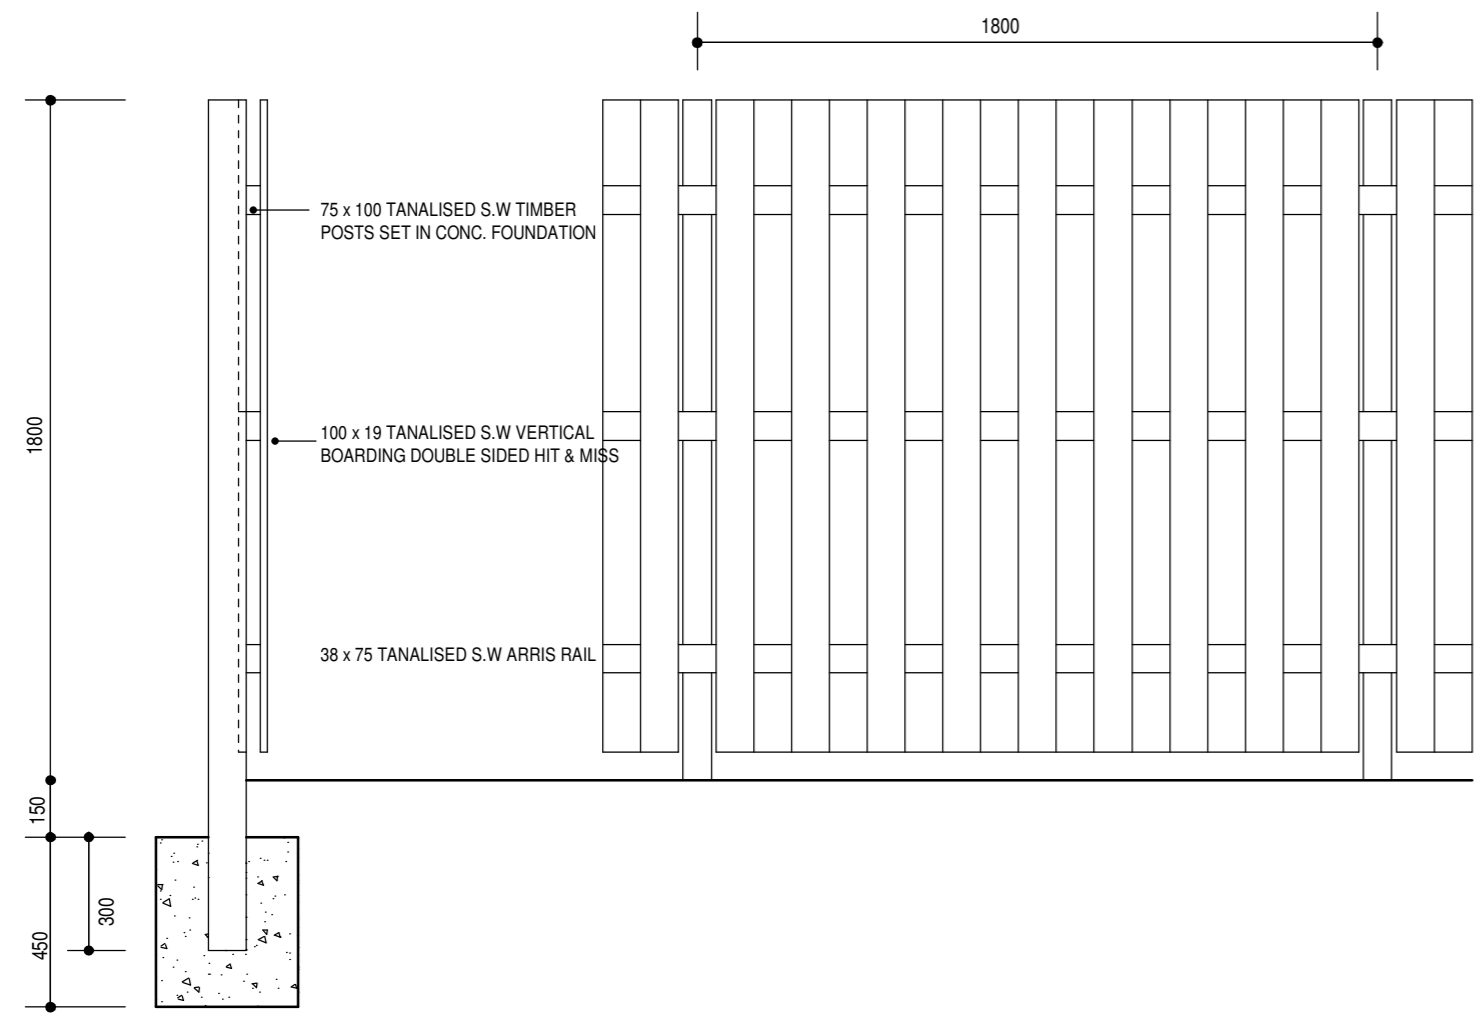 1800
75 x 100 TANALISED S.W TIMBER
POSTS SET IN CONC. FOUNDATION
1800
100 x 19 TANALISED S.W VERTICAL
BOARDING DOUBLE SIDED HIT & MISS
38 x 75 TANALISED S.W ARRIS RAIL
150
300
450